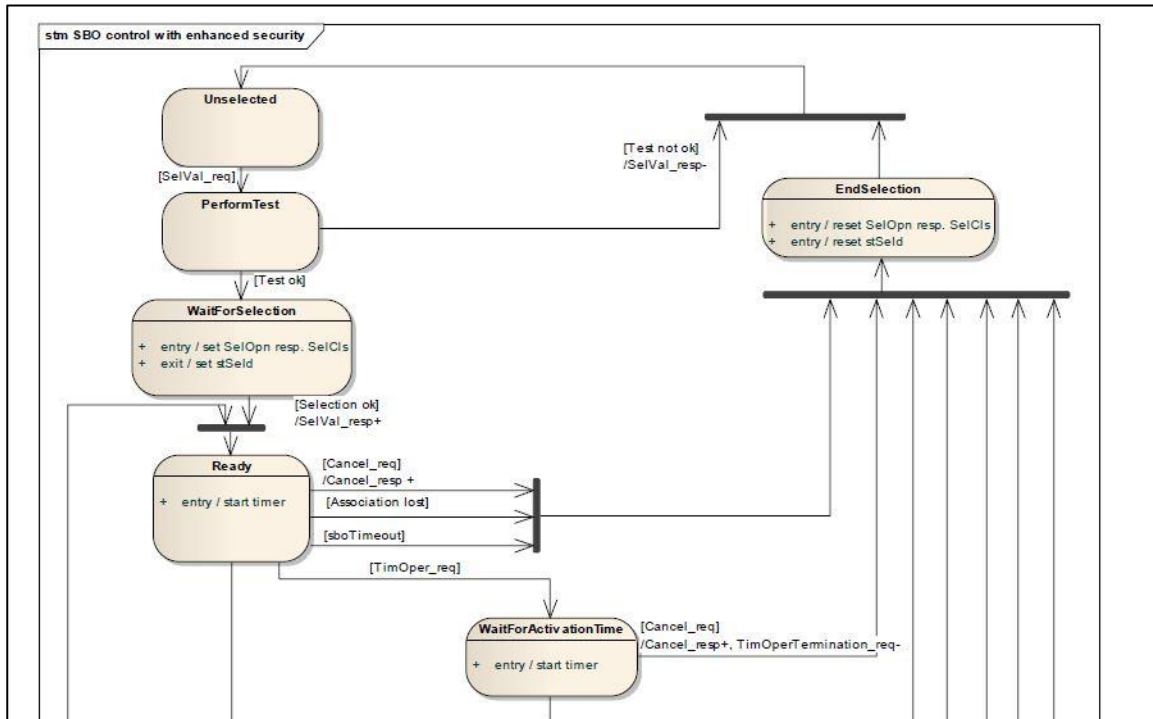 stm SBO control with enhanced security
Unselected
[Test not ok]
/SelVal_resp-
[SelVal_req]
PerformTest
EndSelection
+ entry / reset SelOpn resp. SelCls
+ entry / reset stSeld
[Test ok]
WaitForSelection
+ entry / set SelOpn resp. SelCls
+ exit / set stSeld
[Selection ok]
/SelVal_resp+
Ready
+ entry / start timer
[Cancel_req]
/Cancel_resp +
[Association lost]
[sboTimeout]
[TimOper_req]
WaitForActivationTime
+ entry / start timer
[Cancel_req]
/Cancel_resp+, TimOperTermination_req-